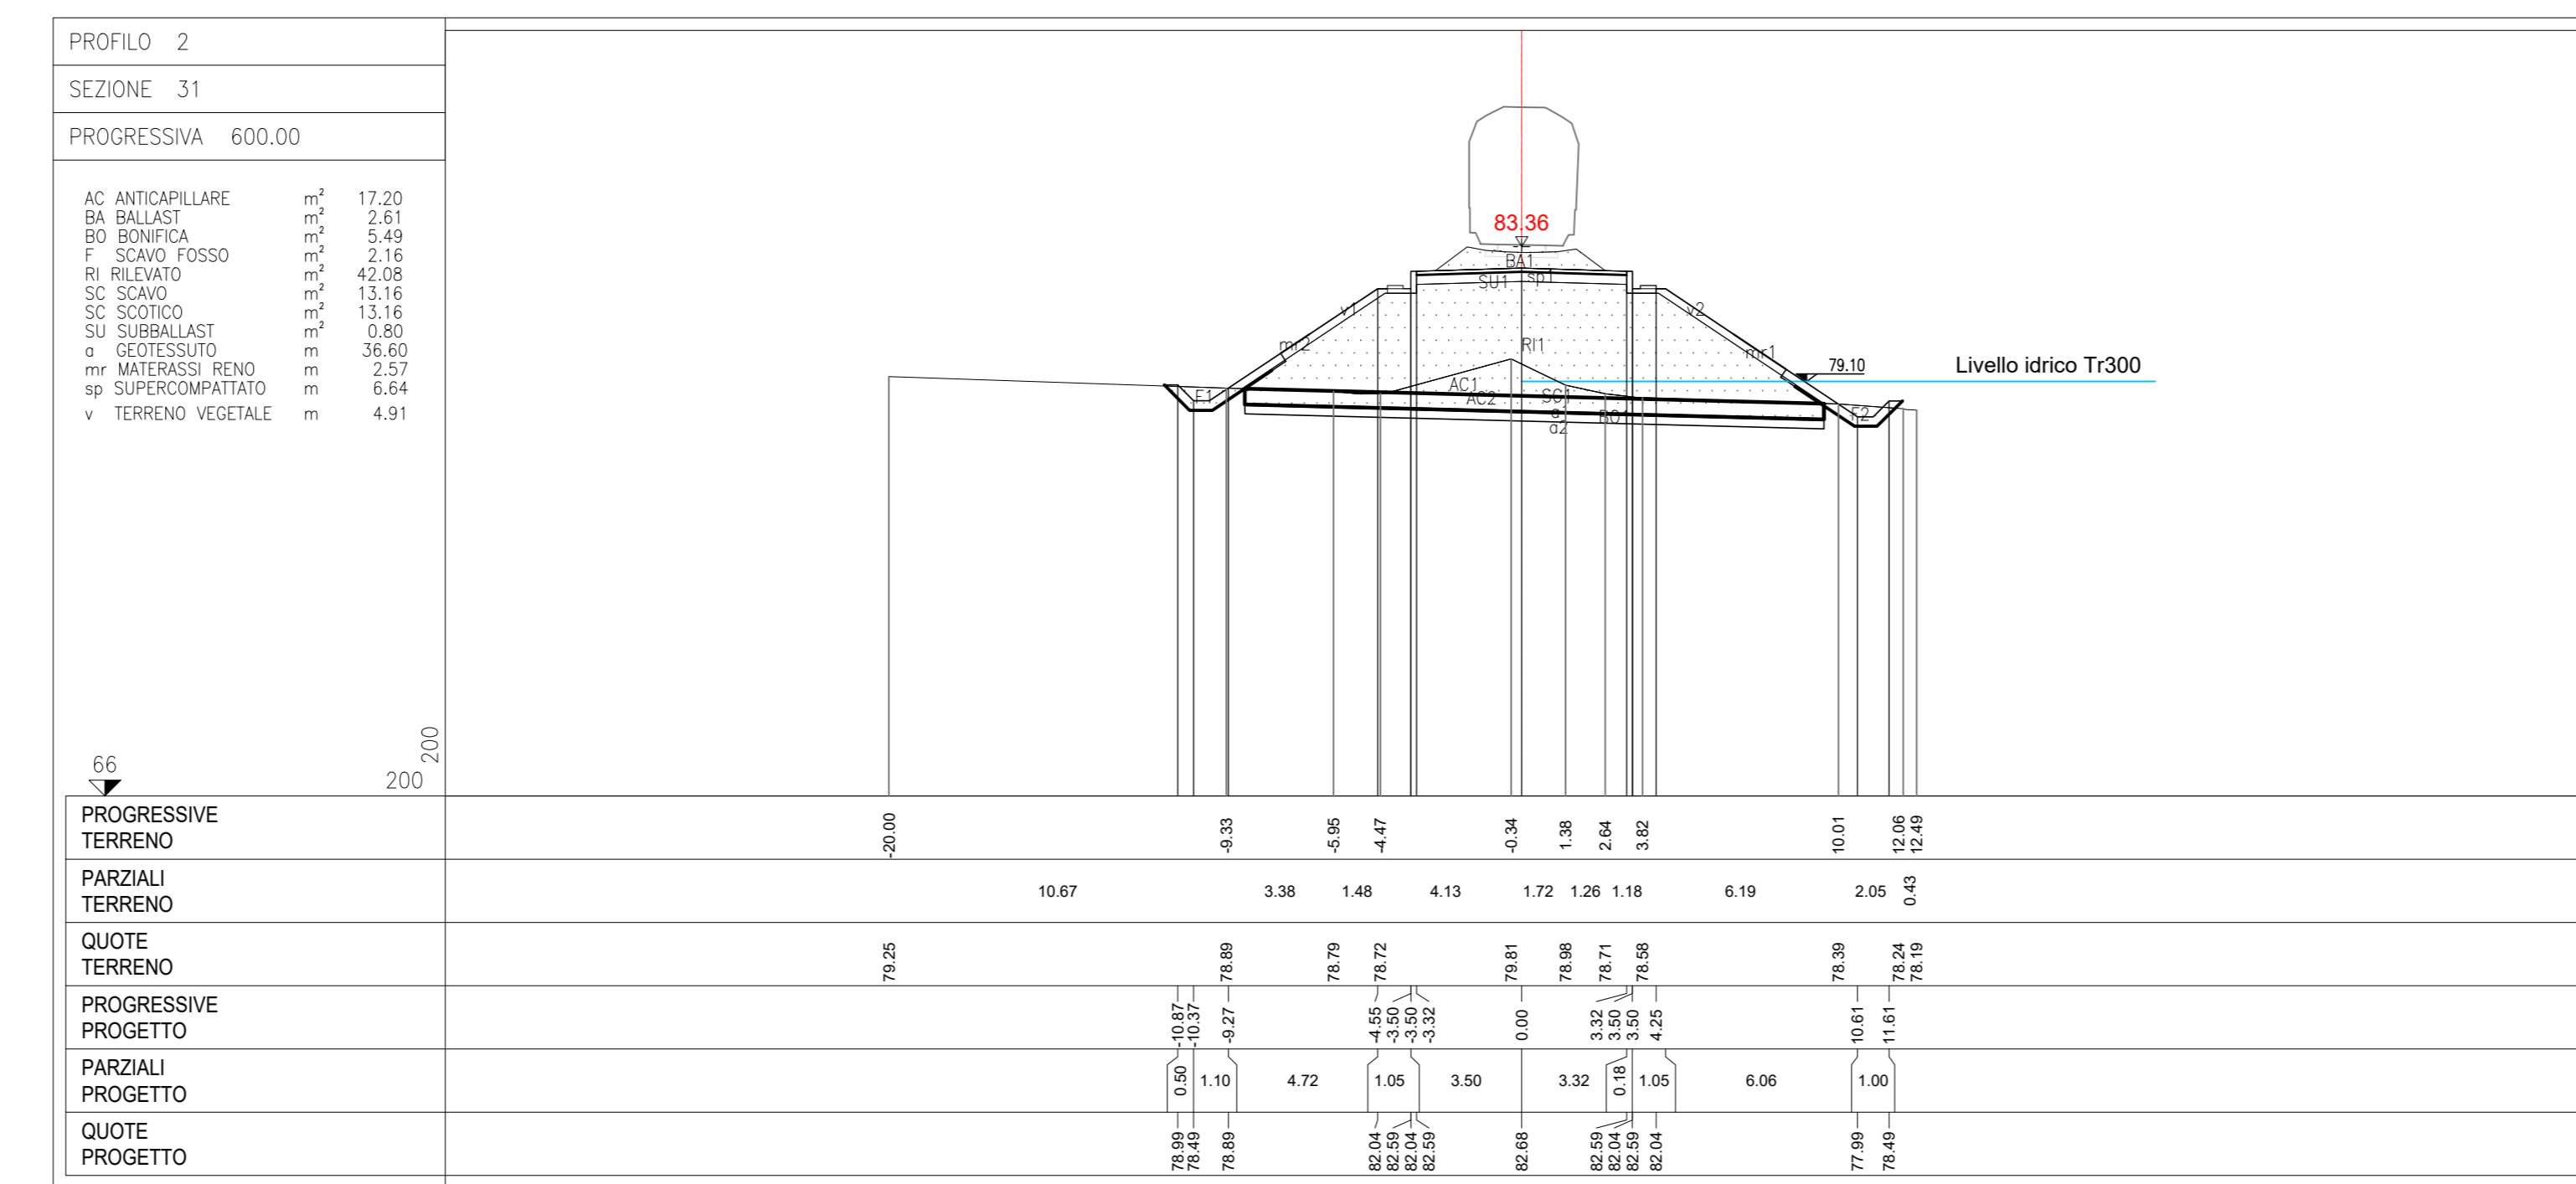 PROFILO 2
SEZIONE 31
PROGRESSIVA 600.00
AC ANTICAPILLARE m² 17.20
BA BALLAST m² 2.61
BO BONIFICA m² 5.49
F SCAVO FOSSO m² 2.16
RI RILEVATO m² 42.08
SC SCAVO m² 13.16
SC SCOTICO m² 13.16
SU SUBBALLAST m² 0.80
a GEOTESSUTO m 36.60
mr MATERASSI RENO m 2.57
sp SUPERCOMPATTATO m 6.64
v TERRENO VEGETALE m 4.91
83.36
BA1
SU1 sp1
v1 v2
mr2 RI1 mr1
79.10 Livello idrico Tr300
F1 AC1 AC2 SC1 F2
a2
66 200 200
PROGRESSIVE TERRENO
-20.00 -9.33 -5.95 -4.47 -0.34 1.38 2.64 3.82 10.01 12.06 12.49
PARZIALI TERRENO
10.67 3.38 1.48 4.13 1.72 1.26 1.18 6.19 2.05 0.43
QUOTE TERRENO
79.25 78.89 78.79 78.72 79.81 78.98 78.71 78.58 78.39 78.24 78.19
PROGRESSIVE PROGETTO
-10.87 -10.37 -9.27 -4.55 -3.50 -3.50 -3.32 0.00 3.32 3.50 3.50 4.25 10.61 11.61
PARZIALI PROGETTO
0.50 1.10 4.72 1.05 3.50 3.32 0.18 1.05 6.06 1.00
QUOTE PROGETTO
78.99 78.49 78.89 82.04 82.59 82.04 82.59 82.68 82.59 82.04 82.59 82.04 77.99 78.49